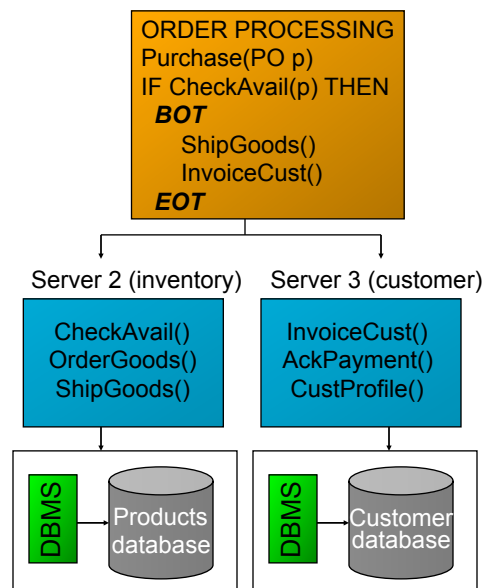 ORDER PROCESSING
Purchase(PO p)
IF CheckAvail(p) THEN
BOT
ShipGoods()
InvoiceCust()
EOT
Server 2 (inventory)
Server 3 (customer)
CheckAvail()
OrderGoods()
ShipGoods()
InvoiceCust()
AckPayment()
CustProfile()
DBMS
Products
database
DBMS
Customer
database